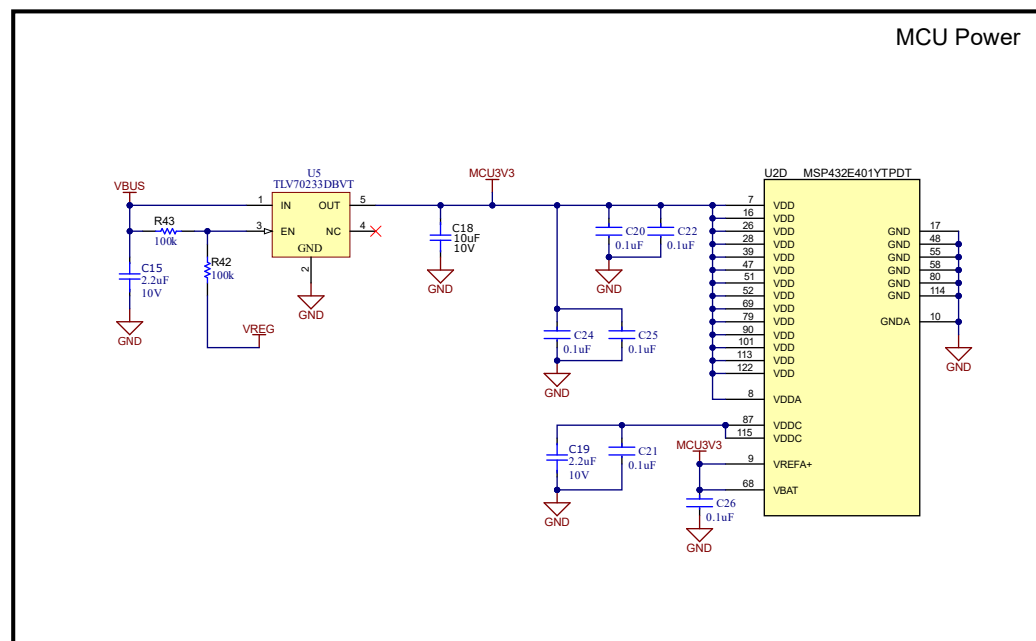 MCU Power
U5
TLV70233DBVT
VBUS
1
IN
OUT
5
3
EN
NC
4
GND
2
GND
R43
100k
R42
100k
C15
2.2uF
10V
GND
VREG
MCU3V3
C18
10uF
10V
GND
C20
0.1uF
C22
0.1uF
GND
C24
0.1uF
C25
0.1uF
GND
C19
2.2uF
10V
C21
0.1uF
GND
MCU3V3
C26
0.1uF
GND
U2D
MSP432E401YTPDT
7 VDD
16 VDD
26 VDD
28 VDD
39 VDD
47 VDD
51 VDD
52 VDD
69 VDD
79 VDD
90 VDD
101 VDD
113 VDD
122 VDD
8 VDDA
87 VDDC
115 VDDC
9 VREFA+
68 VBAT
GND 17
GND 48
GND 55
GND 58
GND 80
GND 114
GNDA 10
GND